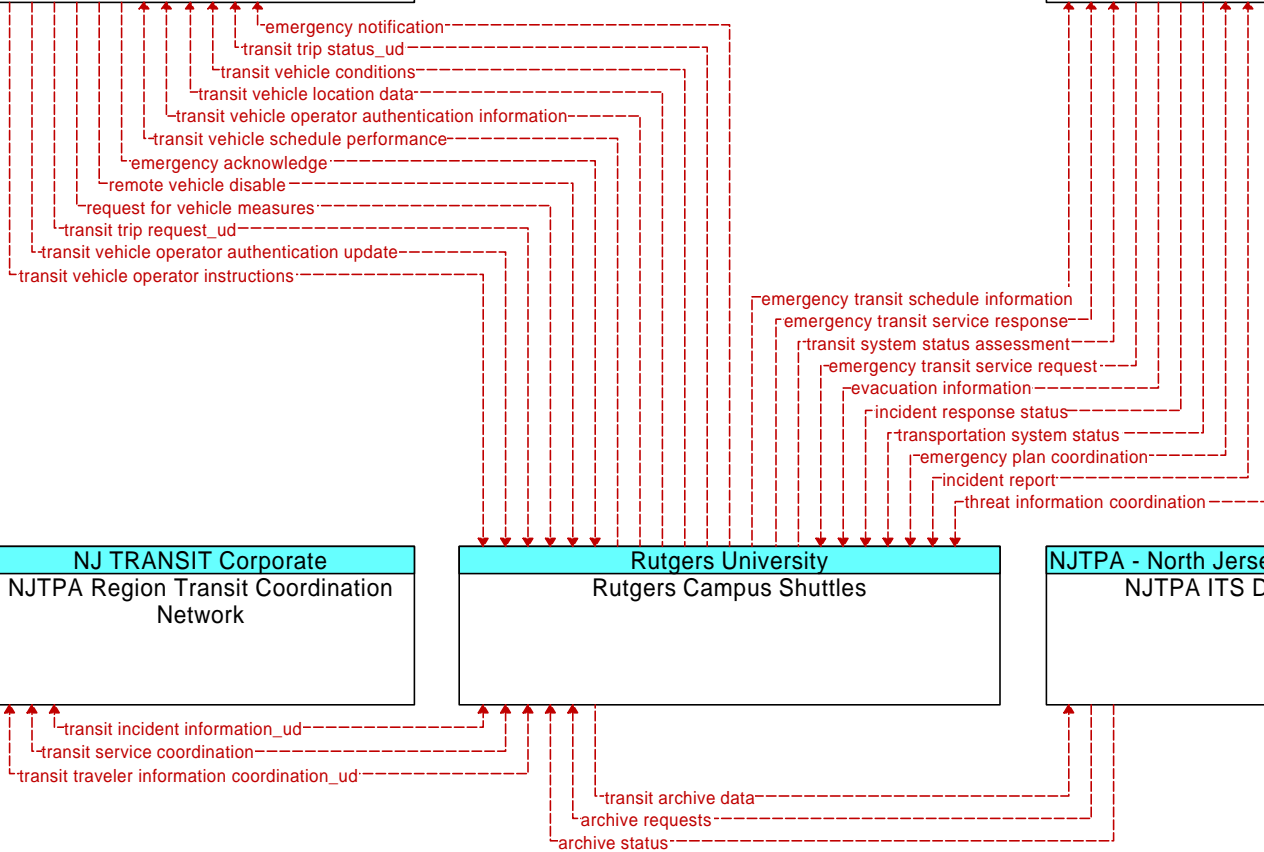 emergency notification
transit trip status_ud
transit vehicle conditions
transit vehicle location data
transit vehicle operator authentication information
transit vehicle schedule performance
emergency acknowledge
remote vehicle disable
request for vehicle measures
transit trip request_ud
transit vehicle operator authentication update
transit vehicle operator instructions
emergency transit schedule information
emergency transit service response
transit system status assessment
emergency transit service request
evacuation information
incident response status
transportation system status
emergency plan coordination
incident report
threat information coordination
NJ TRANSIT Corporate
NJTPA Region Transit Coordination
Network
Rutgers University
Rutgers Campus Shuttles
NJTPA - North Jerse
NJTPA ITS D
transit incident information_ud
transit service coordination
transit traveler information coordination_ud
transit archive data
archive requests
archive status